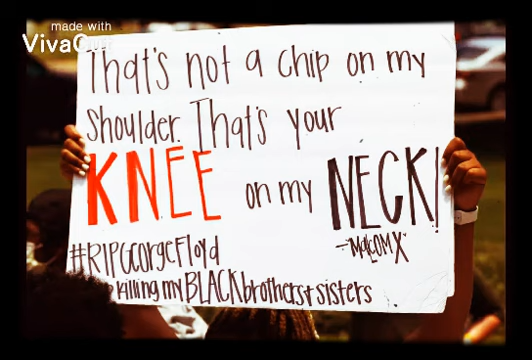 made with
VivaCut
That's not a chip on my
shoulder. That's your
KNEE on my NECK!
-"MalcOM X"
#RIPGeorgeFloyd
killing my BLACK brothers + sisters